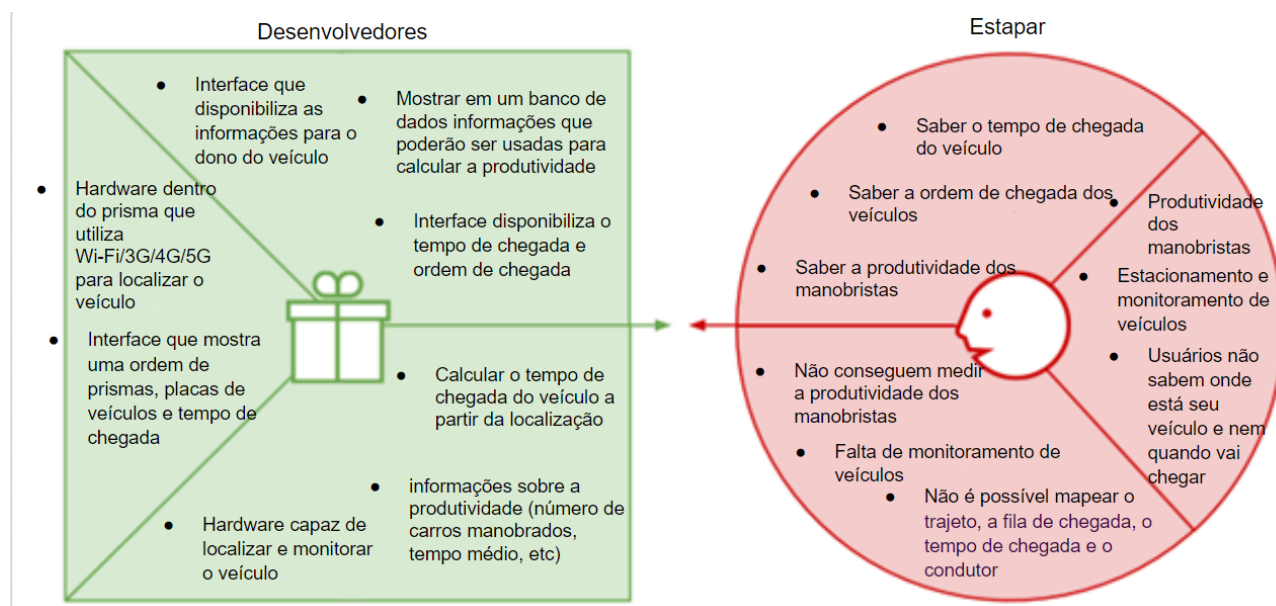 Desenvolvedores
● Interface que
disponibiliza as
informações para o
dono do veículo
● Mostrar em um banco de
dados informações que
poderão ser usadas para
calcular a produtividade
● Hardware dentro
do prisma que
utiliza
Wi-Fi/3G/4G/5G
para localizar o
veículo
● Interface disponibiliza o
tempo de chegada e
ordem de chegada
● Interface que mostra
uma ordem de
prismas, placas de
veículos e tempo de
chegada
● Calcular o tempo de
chegada do veículo a
partir da localização
● informações sobre a
produtividade (número de
carros manobrados,
tempo médio, etc)
● Hardware capaz de
localizar e monitorar
o veículo
Estapar
● Saber o tempo de chegada
do veículo
● Saber a ordem de chegada dos
veículos
● Saber a produtividade dos
manobristas
● Produtividade
dos
manobristas
● Estacionamento e
monitoramento de
veículos
● Usuários não
sabem onde
está seu
veículo e nem
quando vai
chegar
● Não conseguem medir
a produtividade dos
manobristas
● Falta de monitoramento de
veículos
● Não é possível mapear o
trajeto, a fila de chegada, o
tempo de chegada e o
condutor